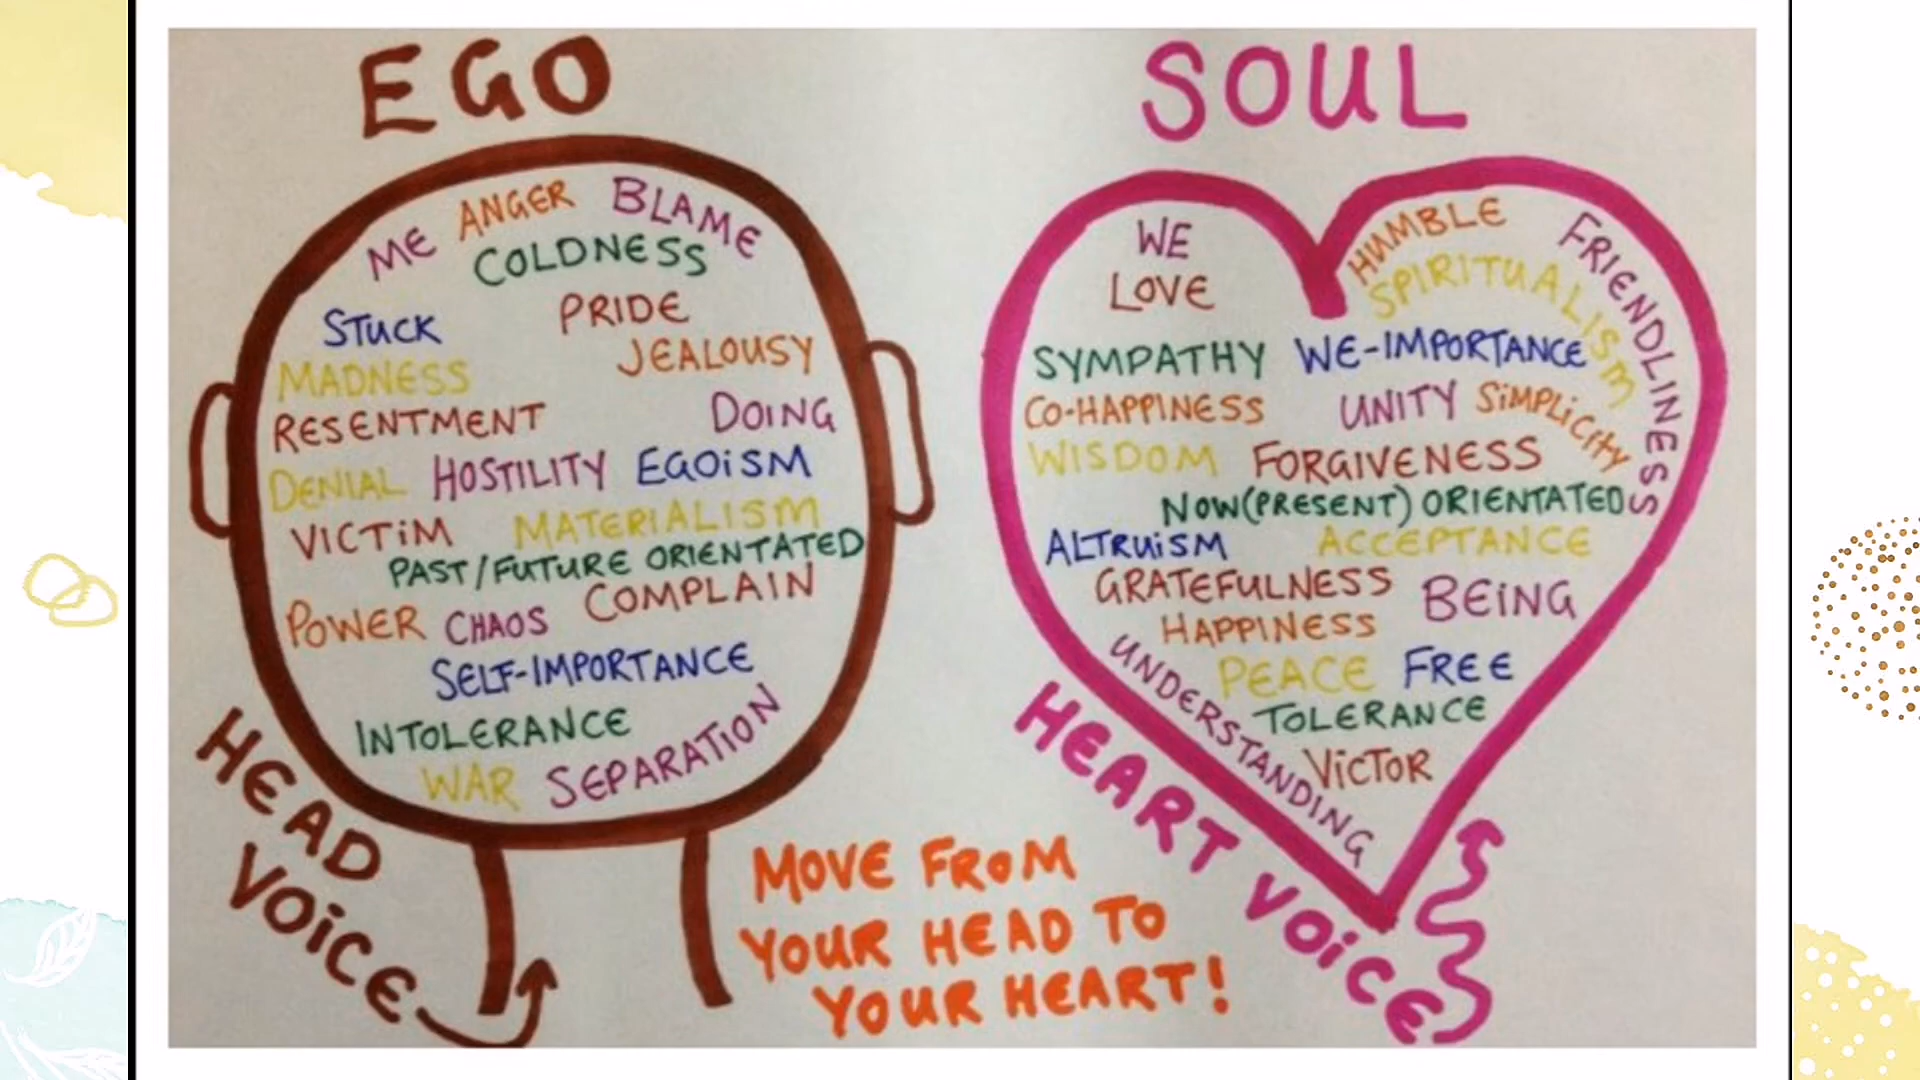 EGO
ME ANGER BLAME
COLDNESS
STUCK PRIDE
MADNESS JEALOUSY
RESENTMENT DOING
DENIAL HOSTILITY EGOiSM
VICTiM MATERIALISM
PAST/FUTURE ORIENTATED
POWER CHAOS COMPLAIN
SELF-IMPORTANCE
INTOLERANCE
WAR SEPARATION
HEAD
VOiCE
MOVE FROM
YOUR HEAD TO
YOUR HEART!
SOUL
WE HUMBLE FRIENDLINESS
LOVE SPIRITUALISM
SYMPATHY WE-IMPORTANCE
CO-HAPPINESS UNITY SiMPLiCiTY
WISDOM FORGIVENESS
NOW(PRESENT) ORIENTATED
ALTRUiSM ACCEPTANCE
GRATEFULNESS BEiNG
HAPPINESS
UNDERSTANDING PEACE FREE
TOLERANCE
ViCTOR
HEART VOiCE